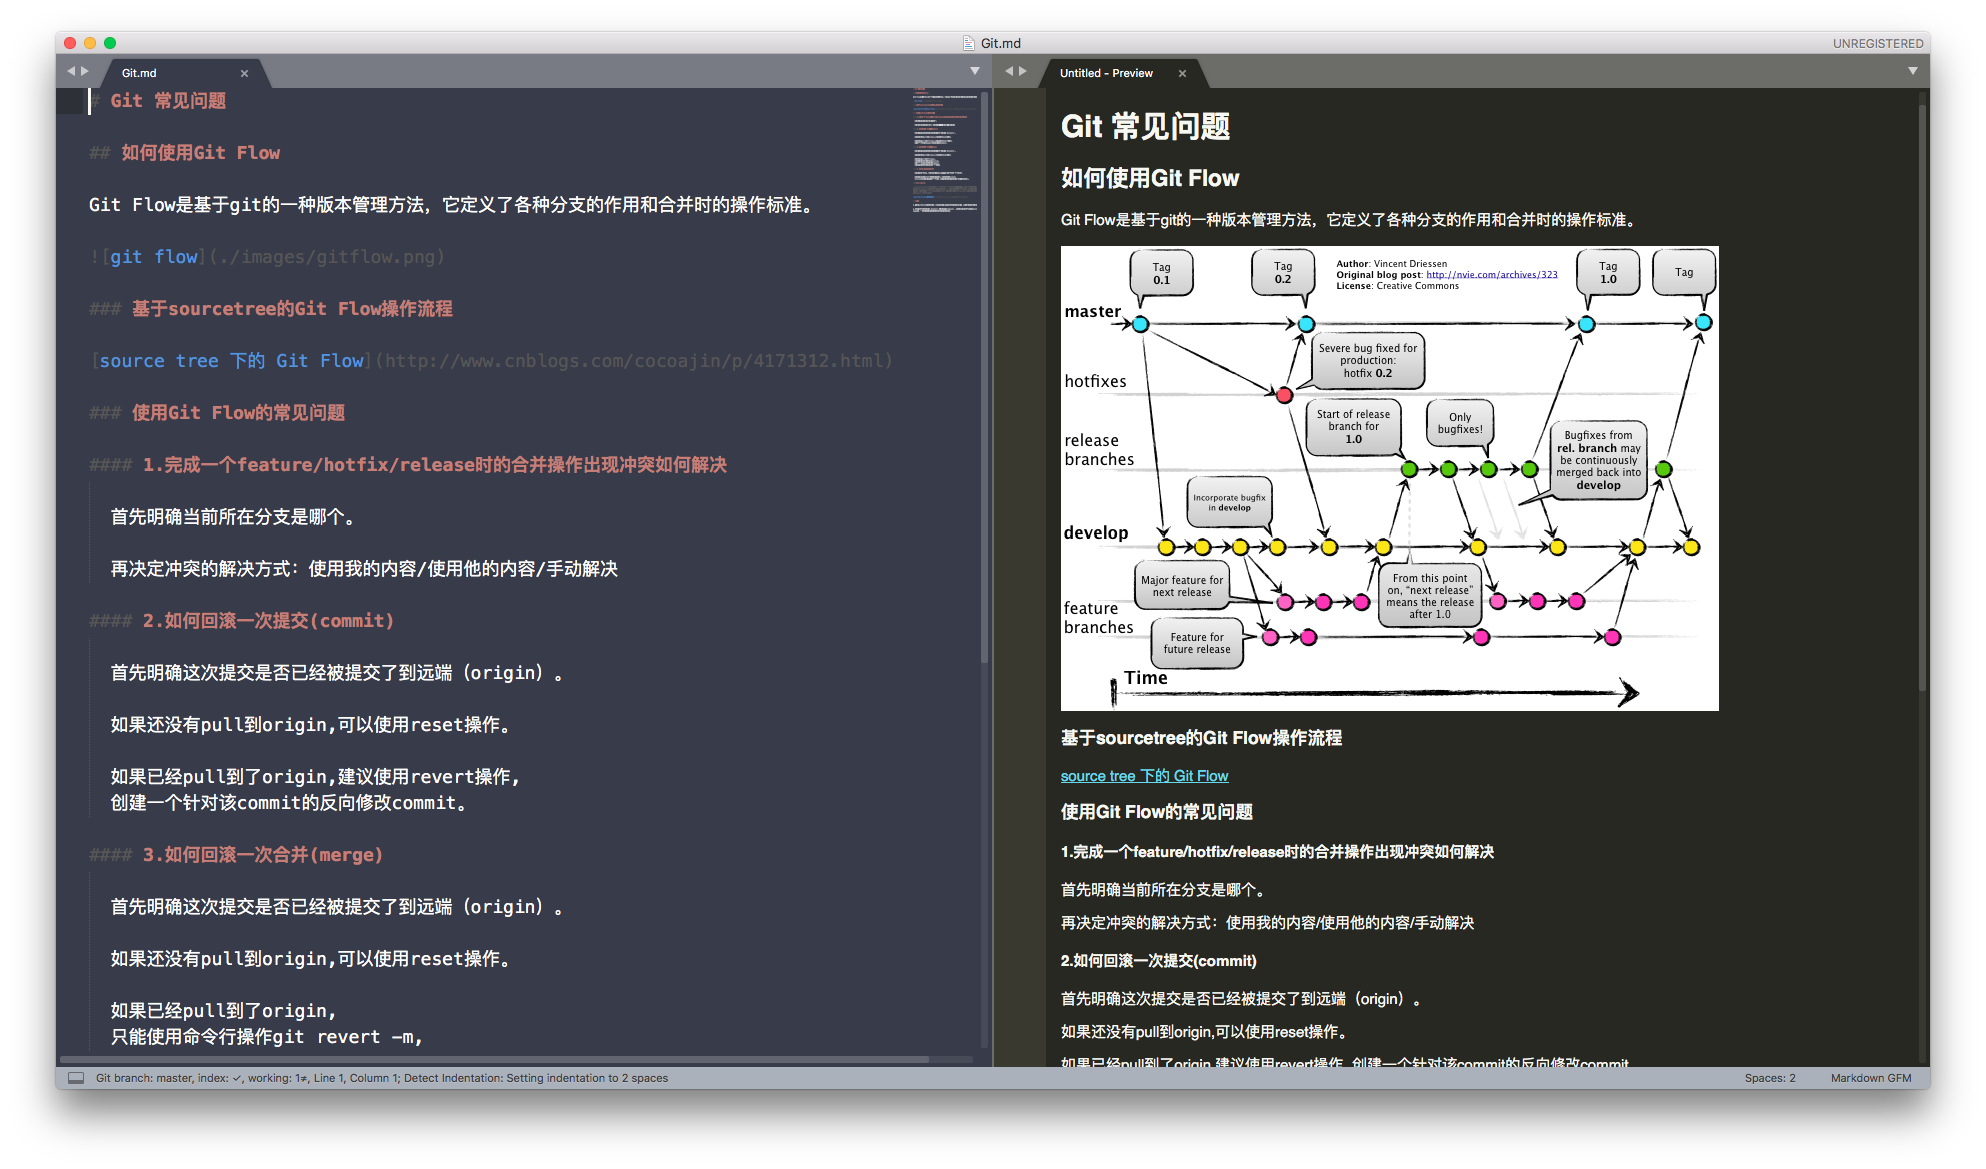 Git.md
UNREGISTERED
Git.md
# Git 常见问题
## 如何使用Git Flow
Git Flow是基于git的一种版本管理方法，它定义了各种分支的作用和合并时的操作标准。
![git flow](./images/gitflow.png)
### 基于sourcetree的Git Flow操作流程
[source tree 下的 Git Flow](http://www.cnblogs.com/cocoajin/p/4171312.html)
### 使用Git Flow的常见问题
#### 1.完成一个feature/hotfix/release时的合并操作出现冲突如何解决
首先明确当前所在分支是哪个。
再决定冲突的解决方式：使用我的内容/使用他的内容/手动解决
#### 2.如何回滚一次提交(commit)
首先明确这次提交是否已经被提交了到远端（origin）。
如果还没有pull到origin,可以使用reset操作。
如果已经pull到了origin,建议使用revert操作,
创建一个针对该commit的反向修改commit。
#### 3.如何回滚一次合并(merge)
首先明确这次提交是否已经被提交了到远端（origin）。
如果还没有pull到origin,可以使用reset操作。
如果已经pull到了origin,
只能使用命令行操作git revert -m,
Untitled - Preview
Git 常见问题
如何使用Git Flow
Git Flow是基于git的一种版本管理方法，它定义了各种分支的作用和合并时的操作标准。
Tag
0.1
Tag
0.2
Author: Vincent Driessen
Original blog post: http://nvie.com/archives/323
License: Creative Commons
Tag
1.0
Tag
master
Severe bug fixed for
production:
hotfix 0.2
hotfixes
Start of release
branch for
1.0
Only
bugfixes!
Bugfixes from
rel. branch may
be continuously
merged back into
develop
release
branches
Incorporate bugfix
in develop
develop
Major feature for
next release
From this point
on, "next release"
means the release
after 1.0
feature
branches
Feature for
future release
Time
基于sourcetree的Git Flow操作流程
source tree 下的 Git Flow
使用Git Flow的常见问题
1.完成一个feature/hotfix/release时的合并操作出现冲突如何解决
首先明确当前所在分支是哪个。
再决定冲突的解决方式：使用我的内容/使用他的内容/手动解决
2.如何回滚一次提交(commit)
首先明确这次提交是否已经被提交了到远端（origin）。
如果还没有pull到origin,可以使用reset操作。
如果已经pull到了origin,建议使用revert操作, 创建一个针对该commit的反向修改commit
Git branch: master, index: ✓, working: 1≠, Line 1, Column 1; Detect Indentation: Setting indentation to 2 spaces
Spaces: 2
Markdown GFM